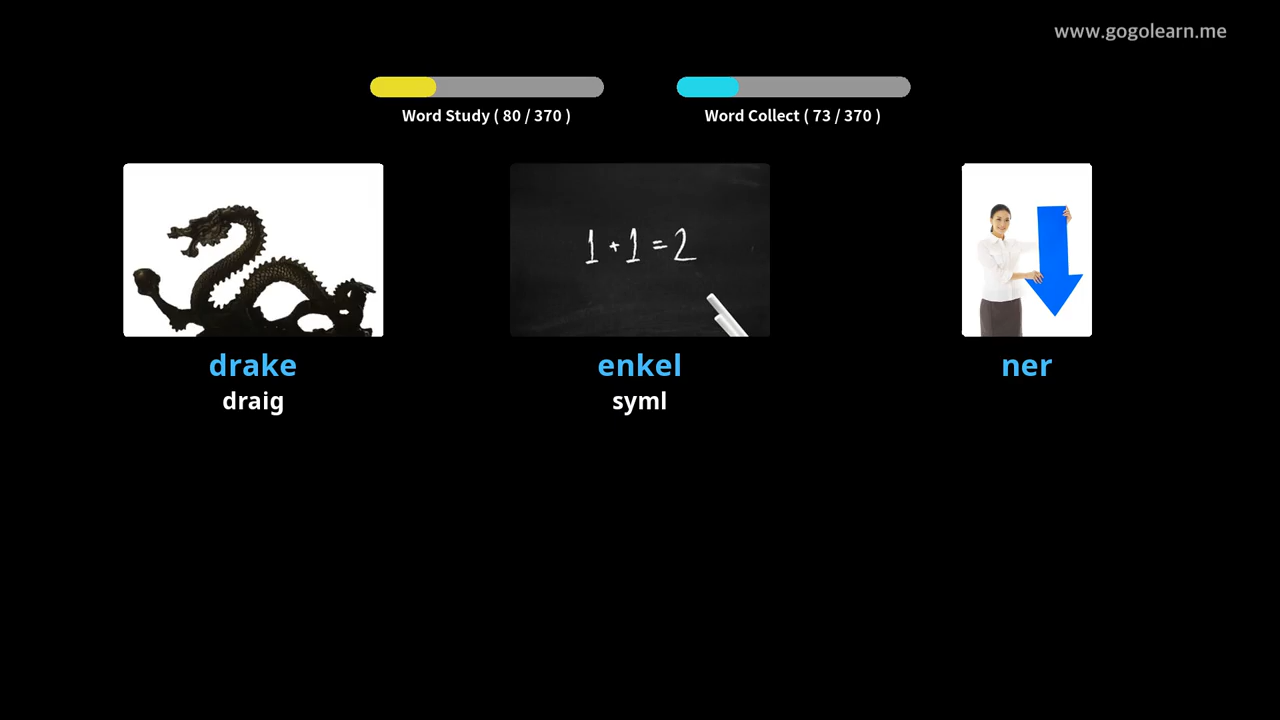 www.gogolearn.me
Word Study ( 80 / 370 )
Word Collect ( 73 / 370 )
1 + 1 = 2
drake
draig
enkel
syml
ner